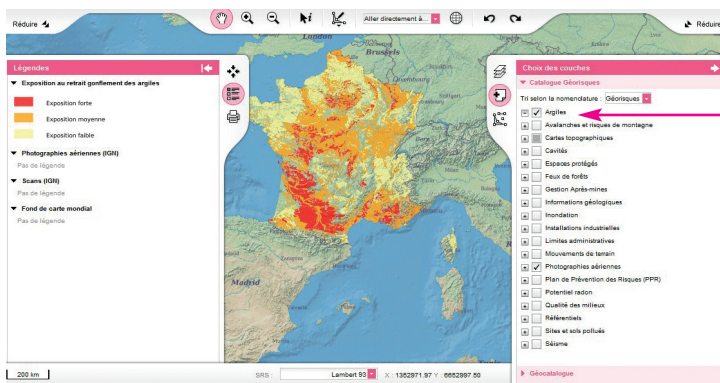 Réduire
i
Aller directement à...
Réduire
Légendes
Exposition au retrait gonflement des argiles
Exposition forte
Exposition moyenne
Exposition faible
Photographies aériennes (IGN)
Pas de légende
Scans (IGN)
Pas de légende
Fond de carte mondial
Pas de légende
London
Brussels
Luxembourg
Stuttgart
Zaragoza
Madrid
Choix des couches
Catalogue Géorisques
Tri selon la nomenclature : Géorisques
Argiles
Avalanches et risques de montagne
Cartes topographiques
Cavités
Espaces protégés
Feux de forêts
Gestion Après-mines
Informations géologiques
Inondation
Installations industrielles
Limites administratives
Mouvements de terrain
Photographies aériennes
Plan de Prévention des Risques (PPR)
Potentiel radon
Qualité des milieux
Référentiels
Sites et sols pollués
Séisme
Géocatalogue
200 km
SRS : Lambert 93 X : 1352971.97 Y : 6652997.50